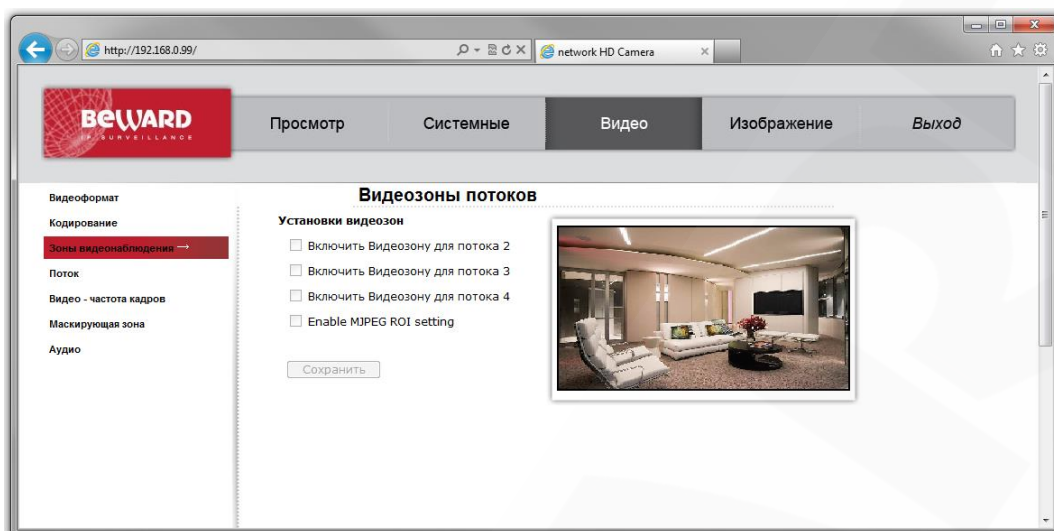 http://192.168.0.99/
network HD Camera
BEWARD
IP SURVEILLANCE
Просмотр
Системные
Видео
Изображение
Выход
Видеоформат
Кодирование
Зоны видеонаблюдения →
Поток
Видео - частота кадров
Маскирующая зона
Аудио
Видеозоны потоков
Установки видеозон
Включить Видеозону для потока 2
Включить Видеозону для потока 3
Включить Видеозону для потока 4
Enable MJPEG ROI setting
Сохранить